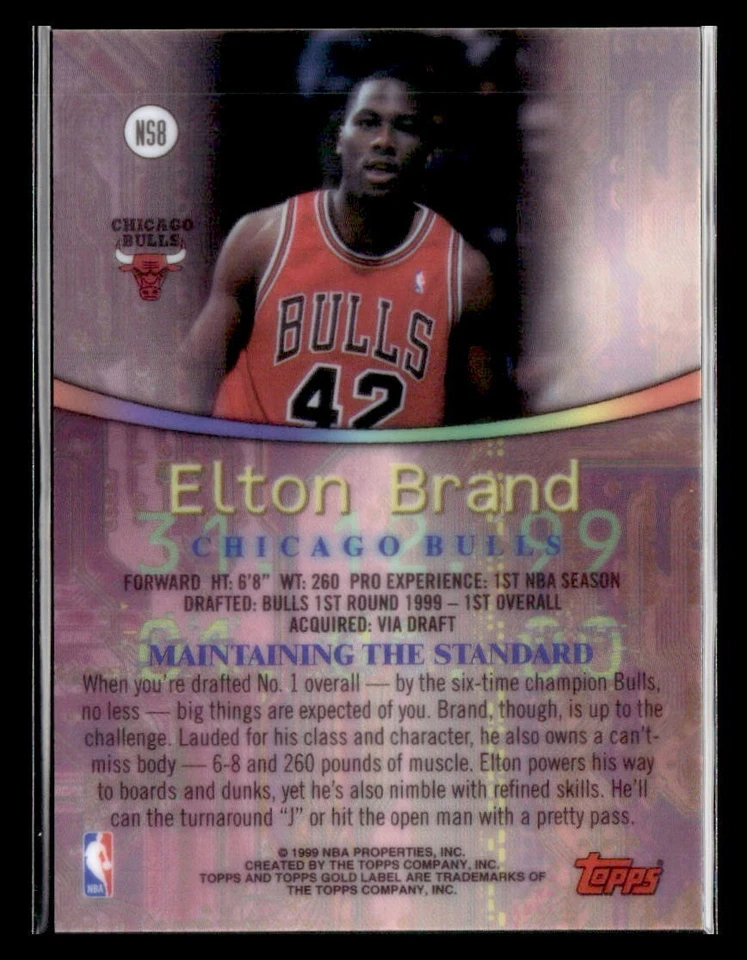 NS8
CHICAGO
BULLS
BULLS
42
Elton Brand
31.12.99
CHICAGO BULLS
FORWARD HT: 6'8" WT: 260 PRO EXPERIENCE: 1ST NBA SEASON
DRAFTED: BULLS 1ST ROUND 1999 – 1ST OVERALL
ACQUIRED: VIA DRAFT
MAINTAINING THE STANDARD
When you're drafted No. 1 overall — by the six-time champion Bulls,
no less — big things are expected of you. Brand, though, is up to the
challenge. Lauded for his class and character, he also owns a can't-
miss body — 6-8 and 260 pounds of muscle. Elton powers his way
to boards and dunks, yet he's also nimble with refined skills. He'll
can the turnaround "J" or hit the open man with a pretty pass.
© 1999 NBA PROPERTIES, INC.
CREATED BY THE TOPPS COMPANY, INC.
TOPPS AND TOPPS GOLD LABEL ARE TRADEMARKS OF
THE TOPPS COMPANY, INC.
NBA
Topps